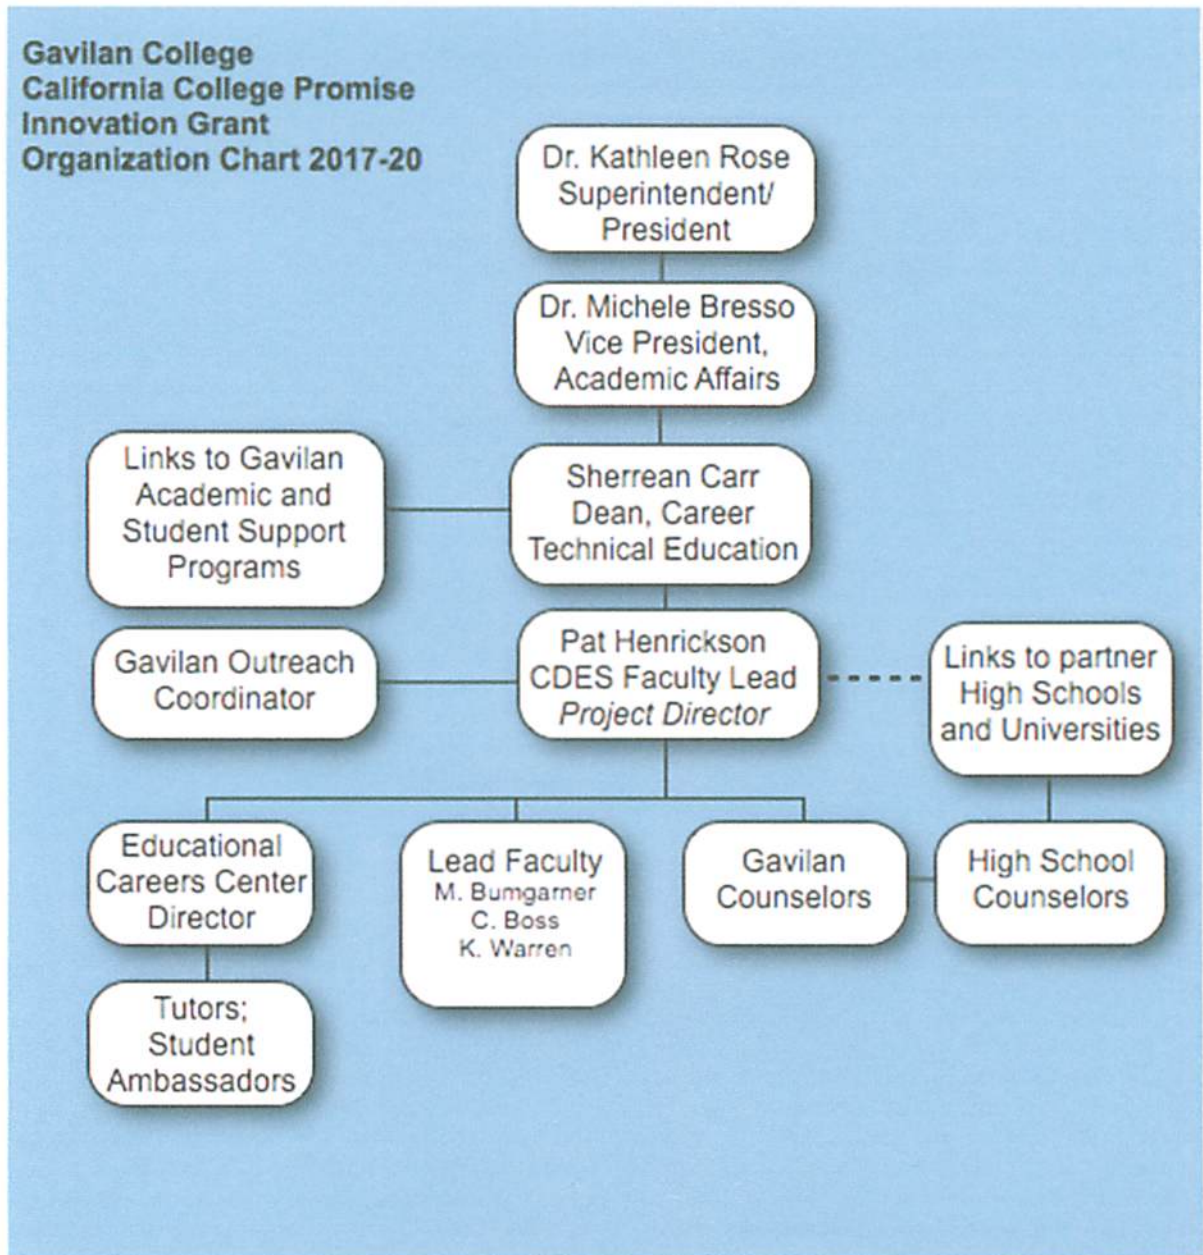 Gavilan College
California College Promise
Innovation Grant
Organization Chart 2017-20
Dr. Kathleen Rose
Superintendent/
President
Dr. Michele Bresso
Vice President,
Academic Affairs
Links to Gavilan
Academic and
Student Support
Programs
Sherrean Carr
Dean, Career
Technical Education
Gavilan Outreach
Coordinator
Pat Henrickson
CDES Faculty Lead
Project Director
Links to partner
High Schools
and Universities
Educational
Careers Center
Director
Lead Faculty
M. Bumgarner
C. Boss
K. Warren
Gavilan
Counselors
High School
Counselors
Tutors;
Student
Ambassadors